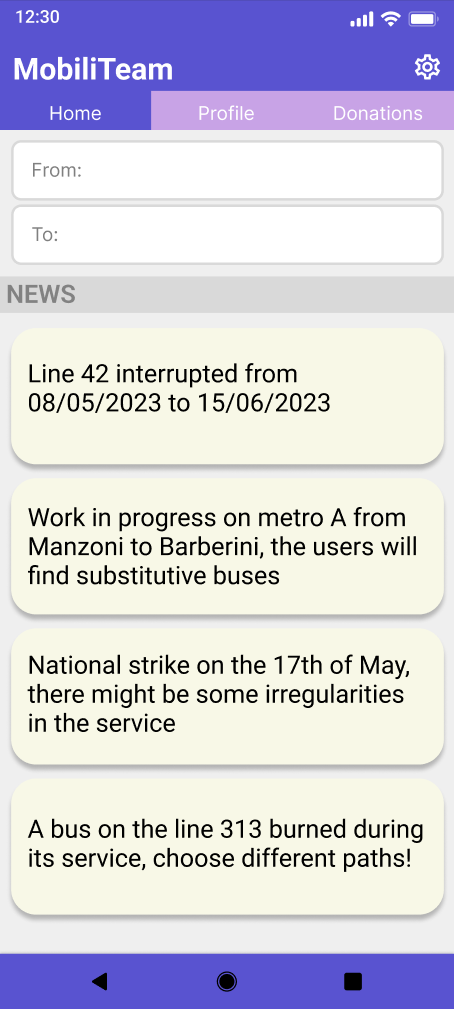 12:30
MobiliTeam
Home Profile Donations
From:
To:
NEWS
Line 42 interrupted from
08/05/2023 to 15/06/2023
Work in progress on metro A from
Manzoni to Barberini, the users will
find substitutive buses
National strike on the 17th of May,
there might be some irregularities
in the service
A bus on the line 313 burned during
its service, choose different paths!